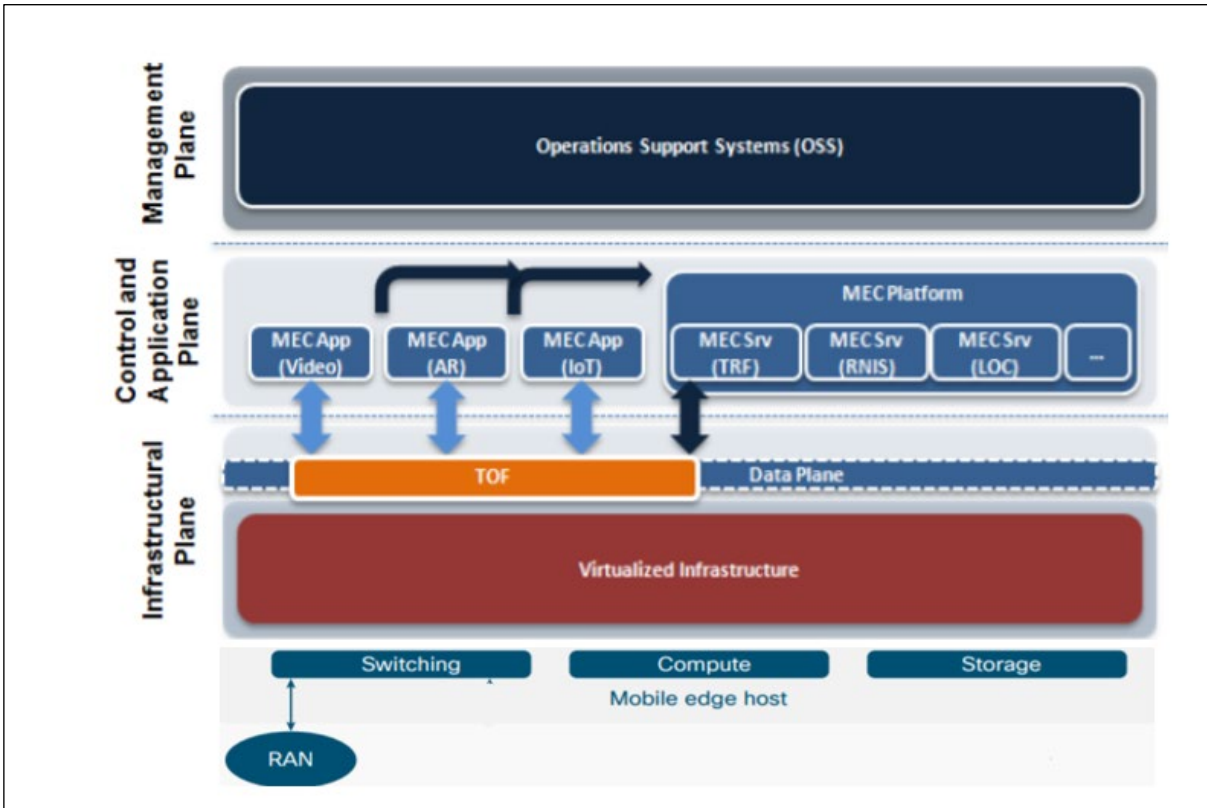 Management
Plane
Operations Support Systems (OSS)
Control and
Application
Plane
MEC Platform
MEC App
(Video)
MEC App
(AR)
MEC App
(IoT)
MEC Srv
(TRF)
MEC Srv
(RNIS)
MEC Srv
(LOC)
...
Infrastructural
Plane
TOF
Data Plane
Virtualized Infrastructure
Switching
Compute
Storage
Mobile edge host
RAN